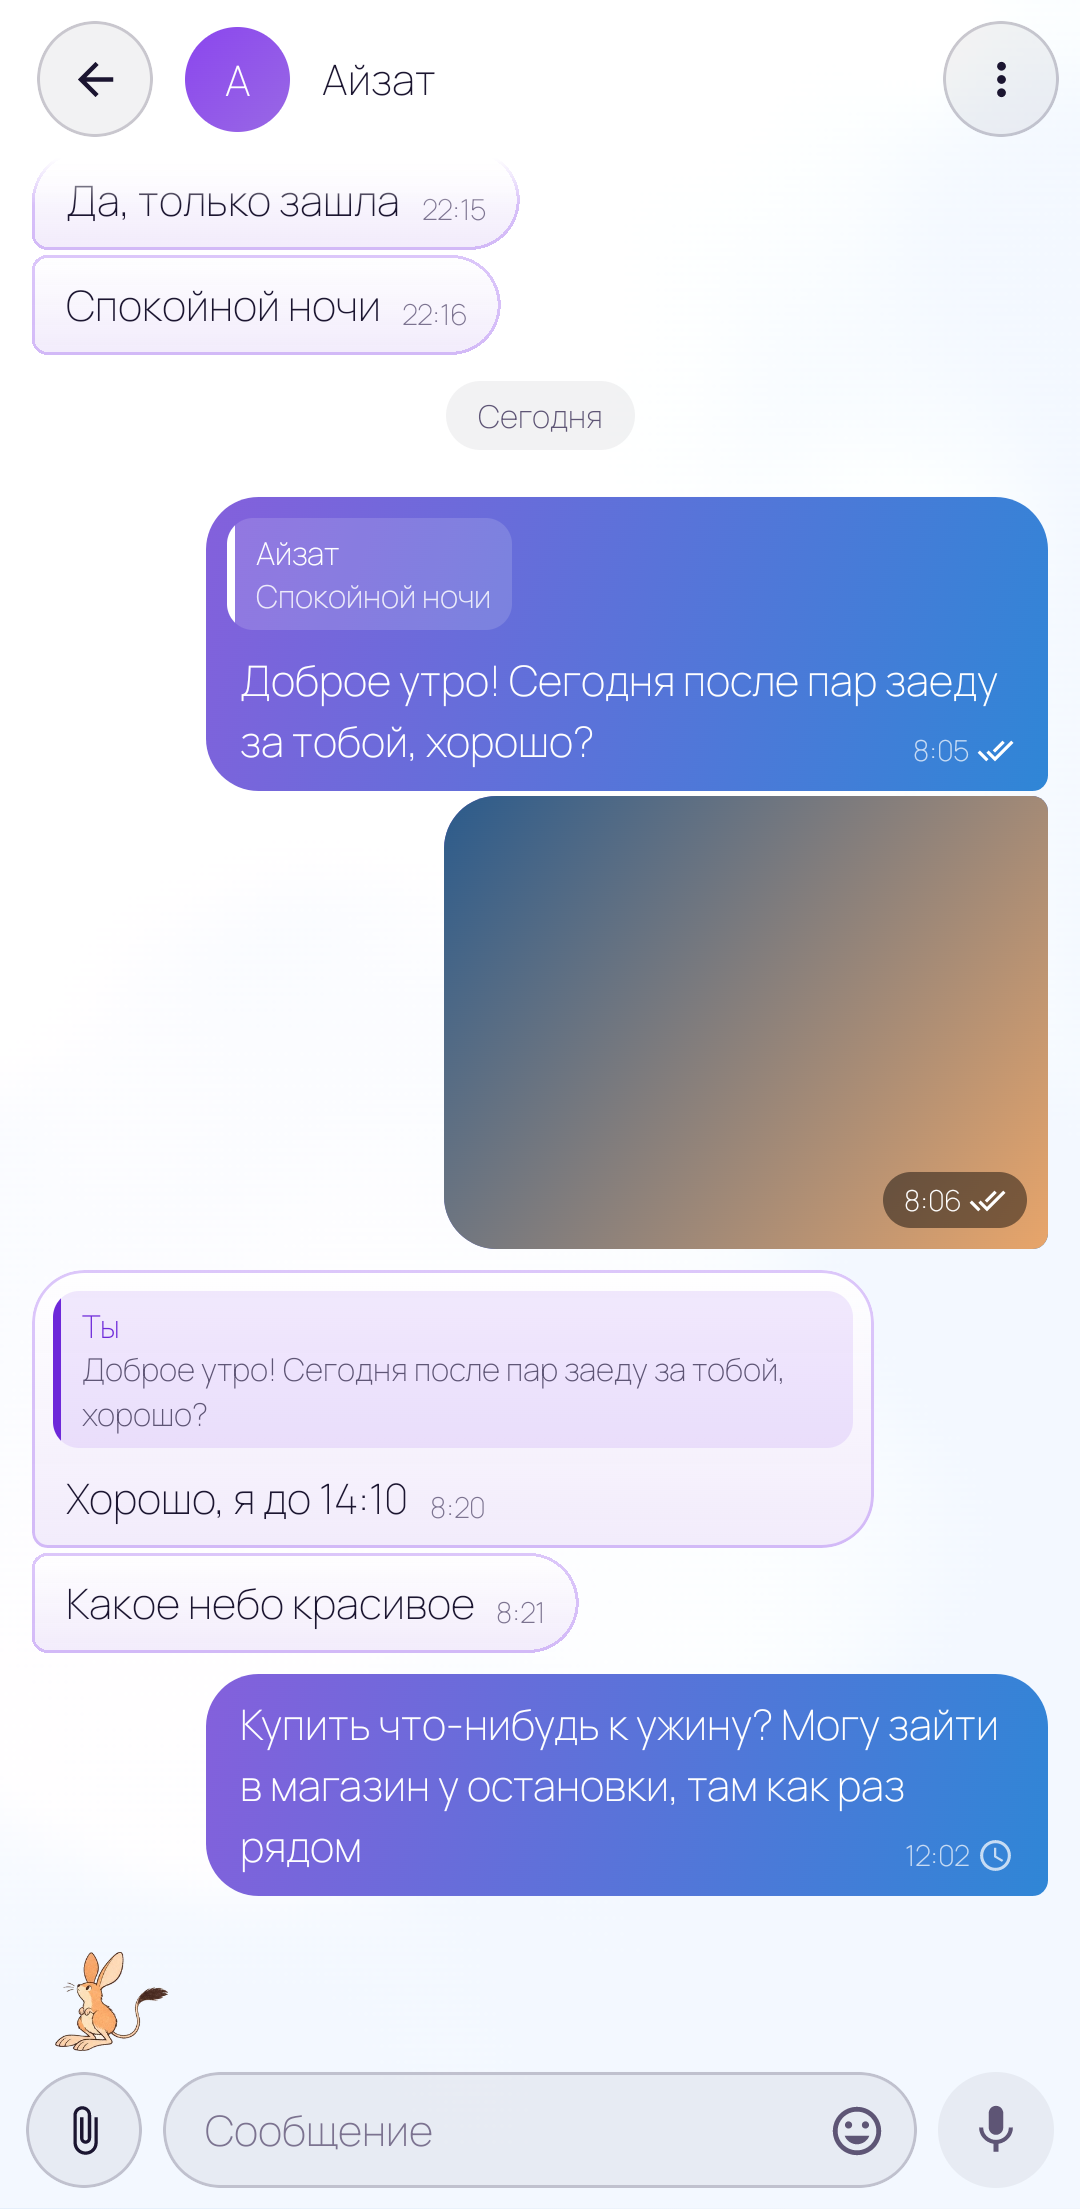 А
Айзат
Да, только зашла 22:15
Спокойной ночи 22:16
Сегодня
Айзат
Спокойной ночи
Доброе утро! Сегодня после пар заеду
за тобой, хорошо? 8:05
8:06
Ты
Доброе утро! Сегодня после пар заеду за тобой,
хорошо?
Хорошо, я до 14:10 8:20
Какое небо красивое 8:21
Купить что-нибудь к ужину? Могу зайти
в магазин у остановки, там как раз
рядом 12:02
Сообщение